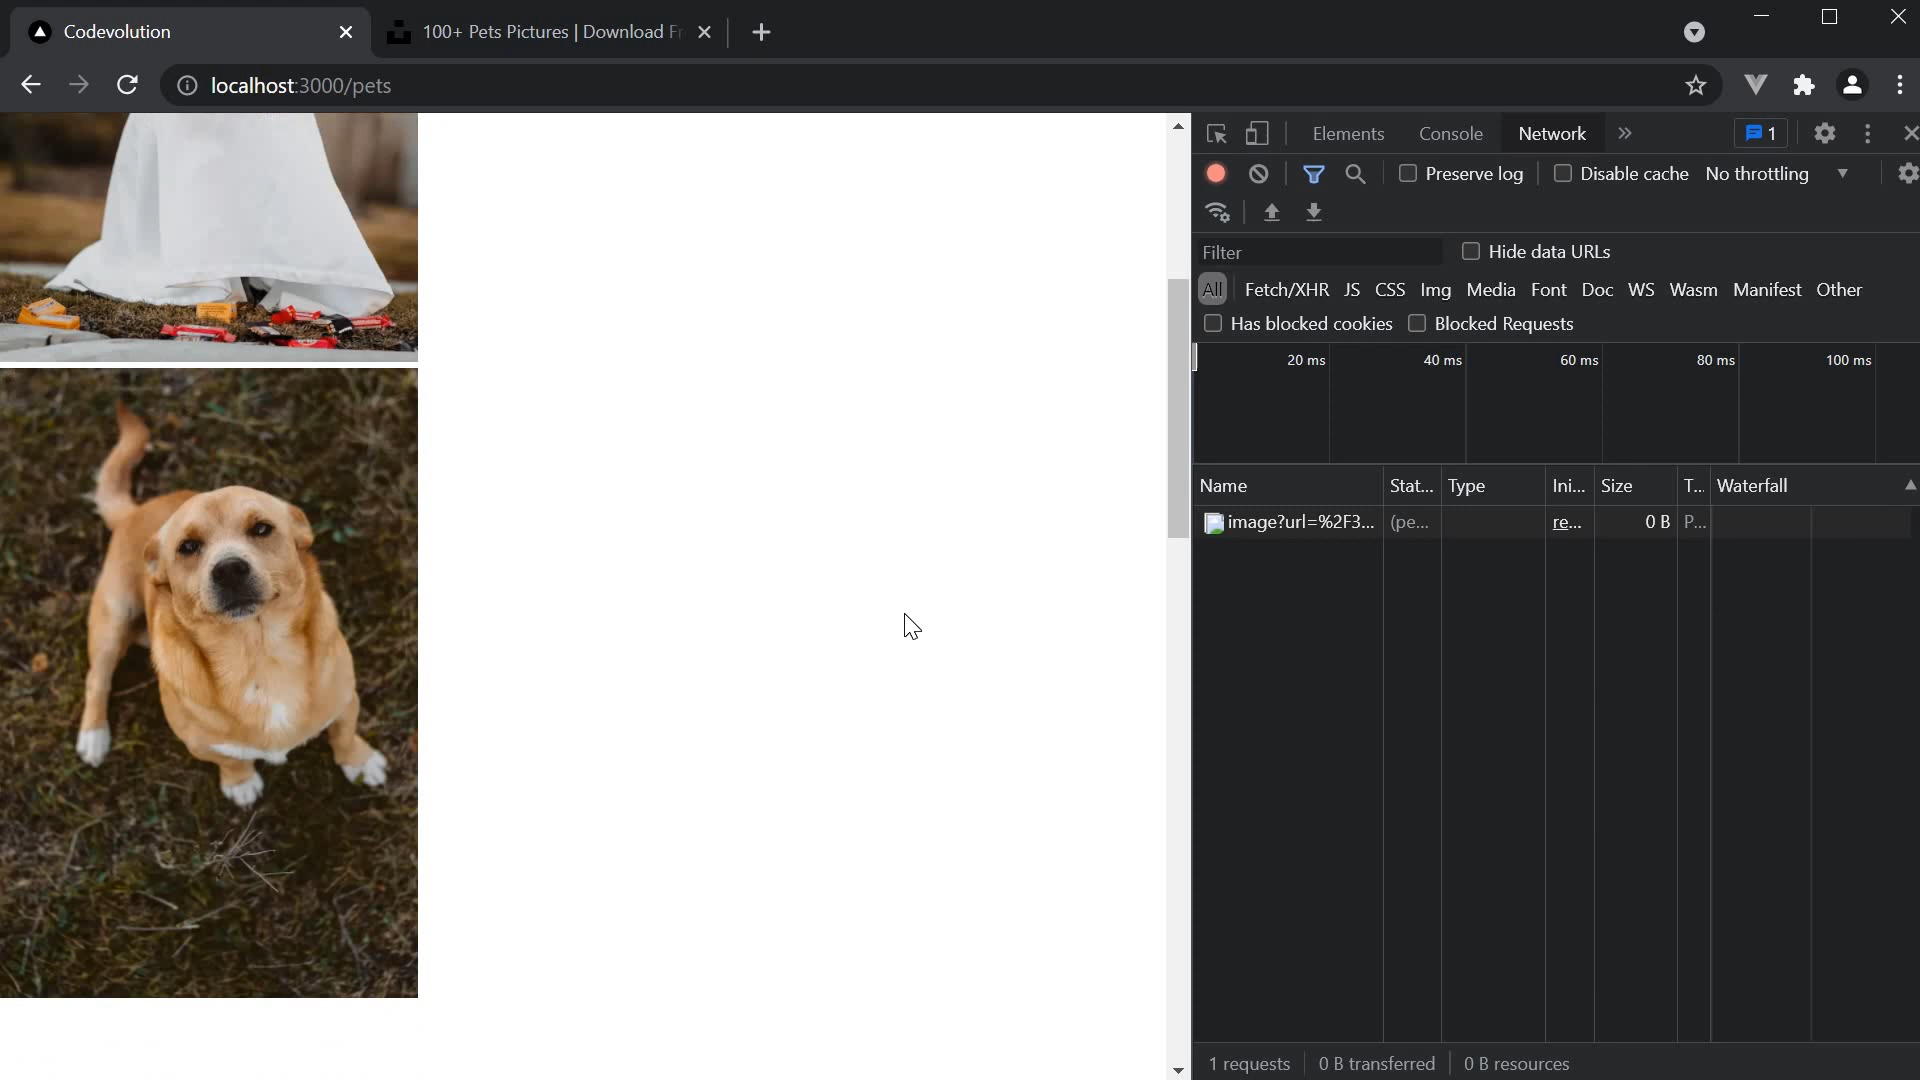 Codevolution
100+ Pets Pictures | Download Fr
localhost:3000/pets
Elements Console Network » 1
Preserve log Disable cache No throttling
Filter Hide data URLs
All Fetch/XHR JS CSS Img Media Font Doc WS Wasm Manifest Other
Has blocked cookies Blocked Requests
20 ms 40 ms 60 ms 80 ms 100 ms
Name Stat... Type Ini... Size T... Waterfall
image?url=%2F3... (pe... re... 0 B P...
1 requests 0 B transferred 0 B resources